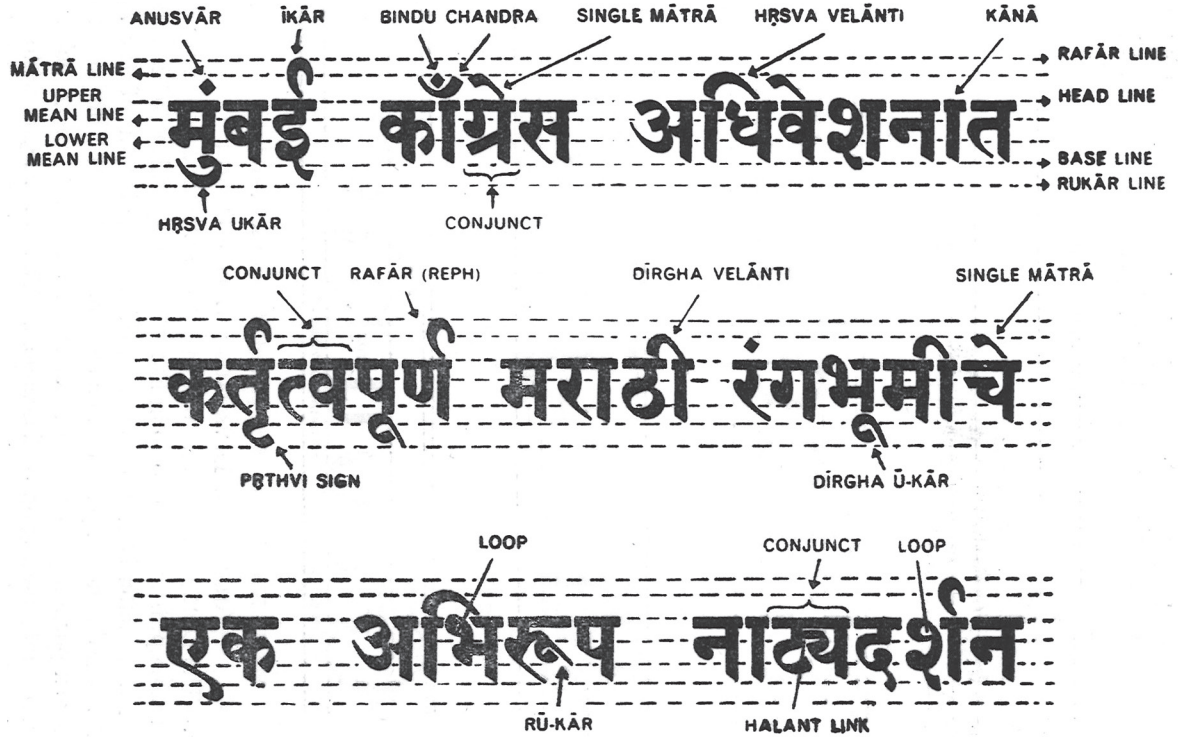 ANUSVĀR ĪKĀR BINDU CHANDRA SINGLE MĀTRĀ HṚSVA VELĀNTI KĀNĀ
RAFĀR LINE
MĀTRĀ LINE
UPPER
MEAN LINE
LOWER
MEAN LINE
मुंबई काँग्रेस अधिवेशनात
HEAD LINE
BASE LINE
RUKĀR LINE
HṚSVA UKĀR CONJUNCT
CONJUNCT RAFĀR (REPH) DĪRGHA VELĀNTI SINGLE MĀTRĀ
कर्तृत्वपूर्ण मराठी रंगभूमीचे
PṚTHVI SIGN DĪRGHA Ū-KĀR
LOOP CONJUNCT LOOP
एक अभिरूप नाट्यदर्शन
RŪ-KĀR HALANT LINK